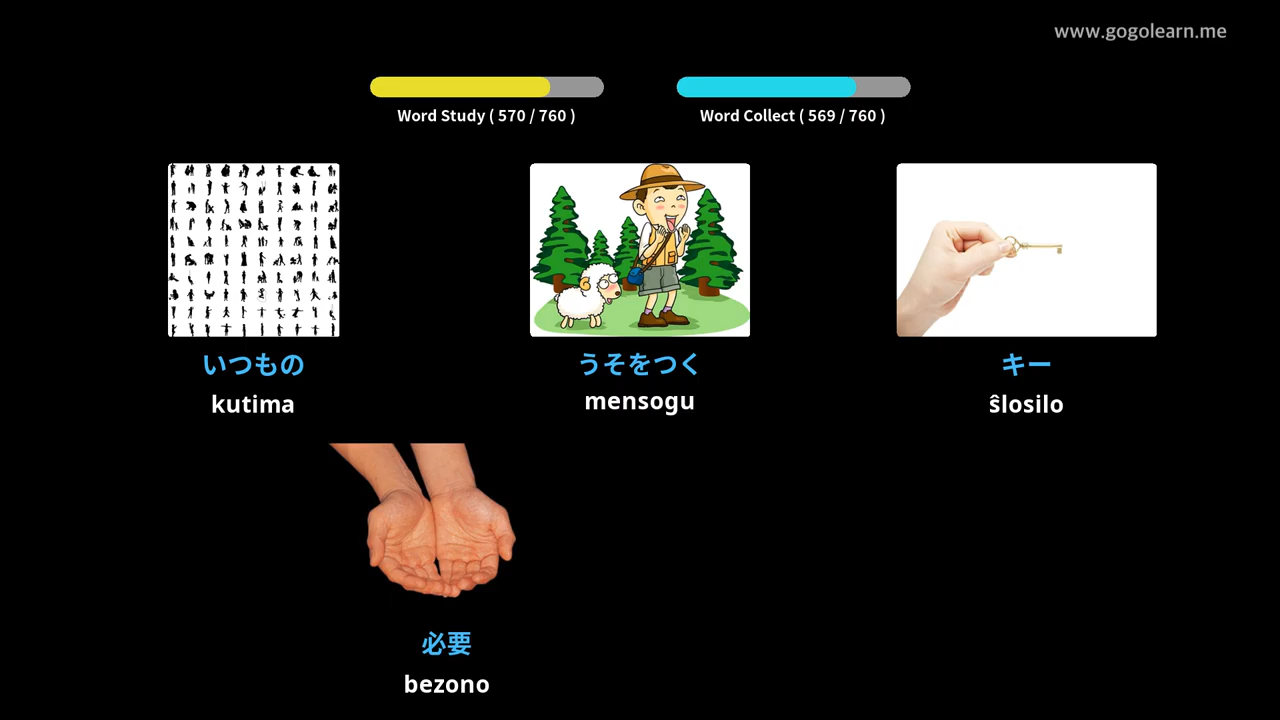 www.gogolearn.me
Word Study ( 570 / 760 )
Word Collect ( 569 / 760 )
いつもの
kutima
うそをつく
mensogu
キー
ŝlosilo
必要
bezono